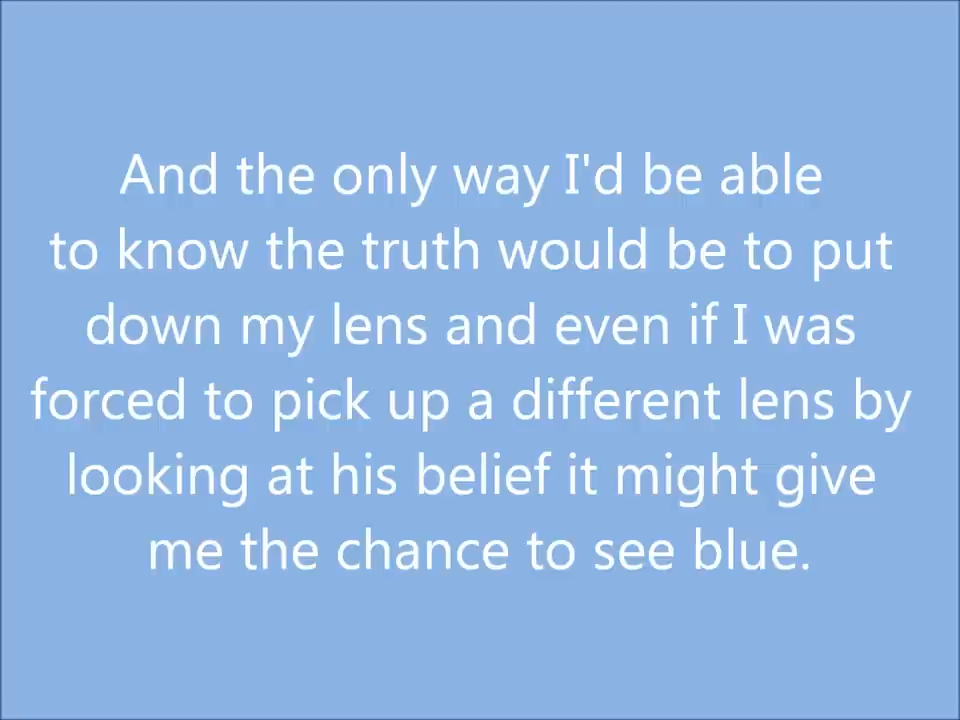 And the only way I'd be able
to know the truth would be to put
down my lens and even if I was
forced to pick up a different lens by
looking at his belief it might give
me the chance to see blue.